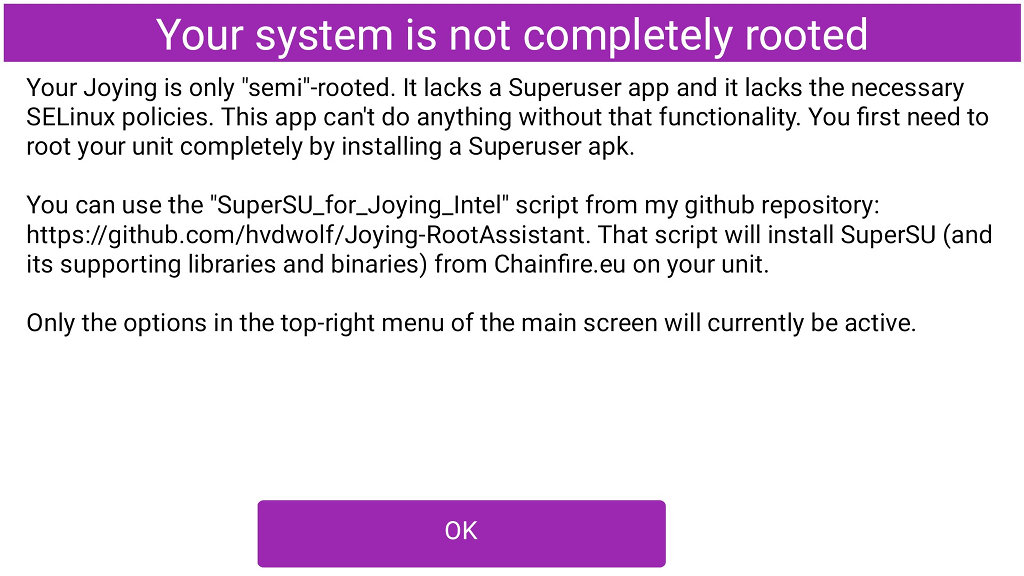 Your system is not completely rooted
Your Joying is only "semi"-rooted. It lacks a Superuser app and it lacks the necessary
SELinux policies. This app can't do anything without that functionality. You first need to
root your unit completely by installing a Superuser apk.
You can use the "SuperSU_for_Joying_Intel" script from my github repository:
https://github.com/hvdwolf/Joying-RootAssistant. That script will install SuperSU (and
its supporting libraries and binaries) from Chainfire.eu on your unit.
Only the options in the top-right menu of the main screen will currently be active.
OK